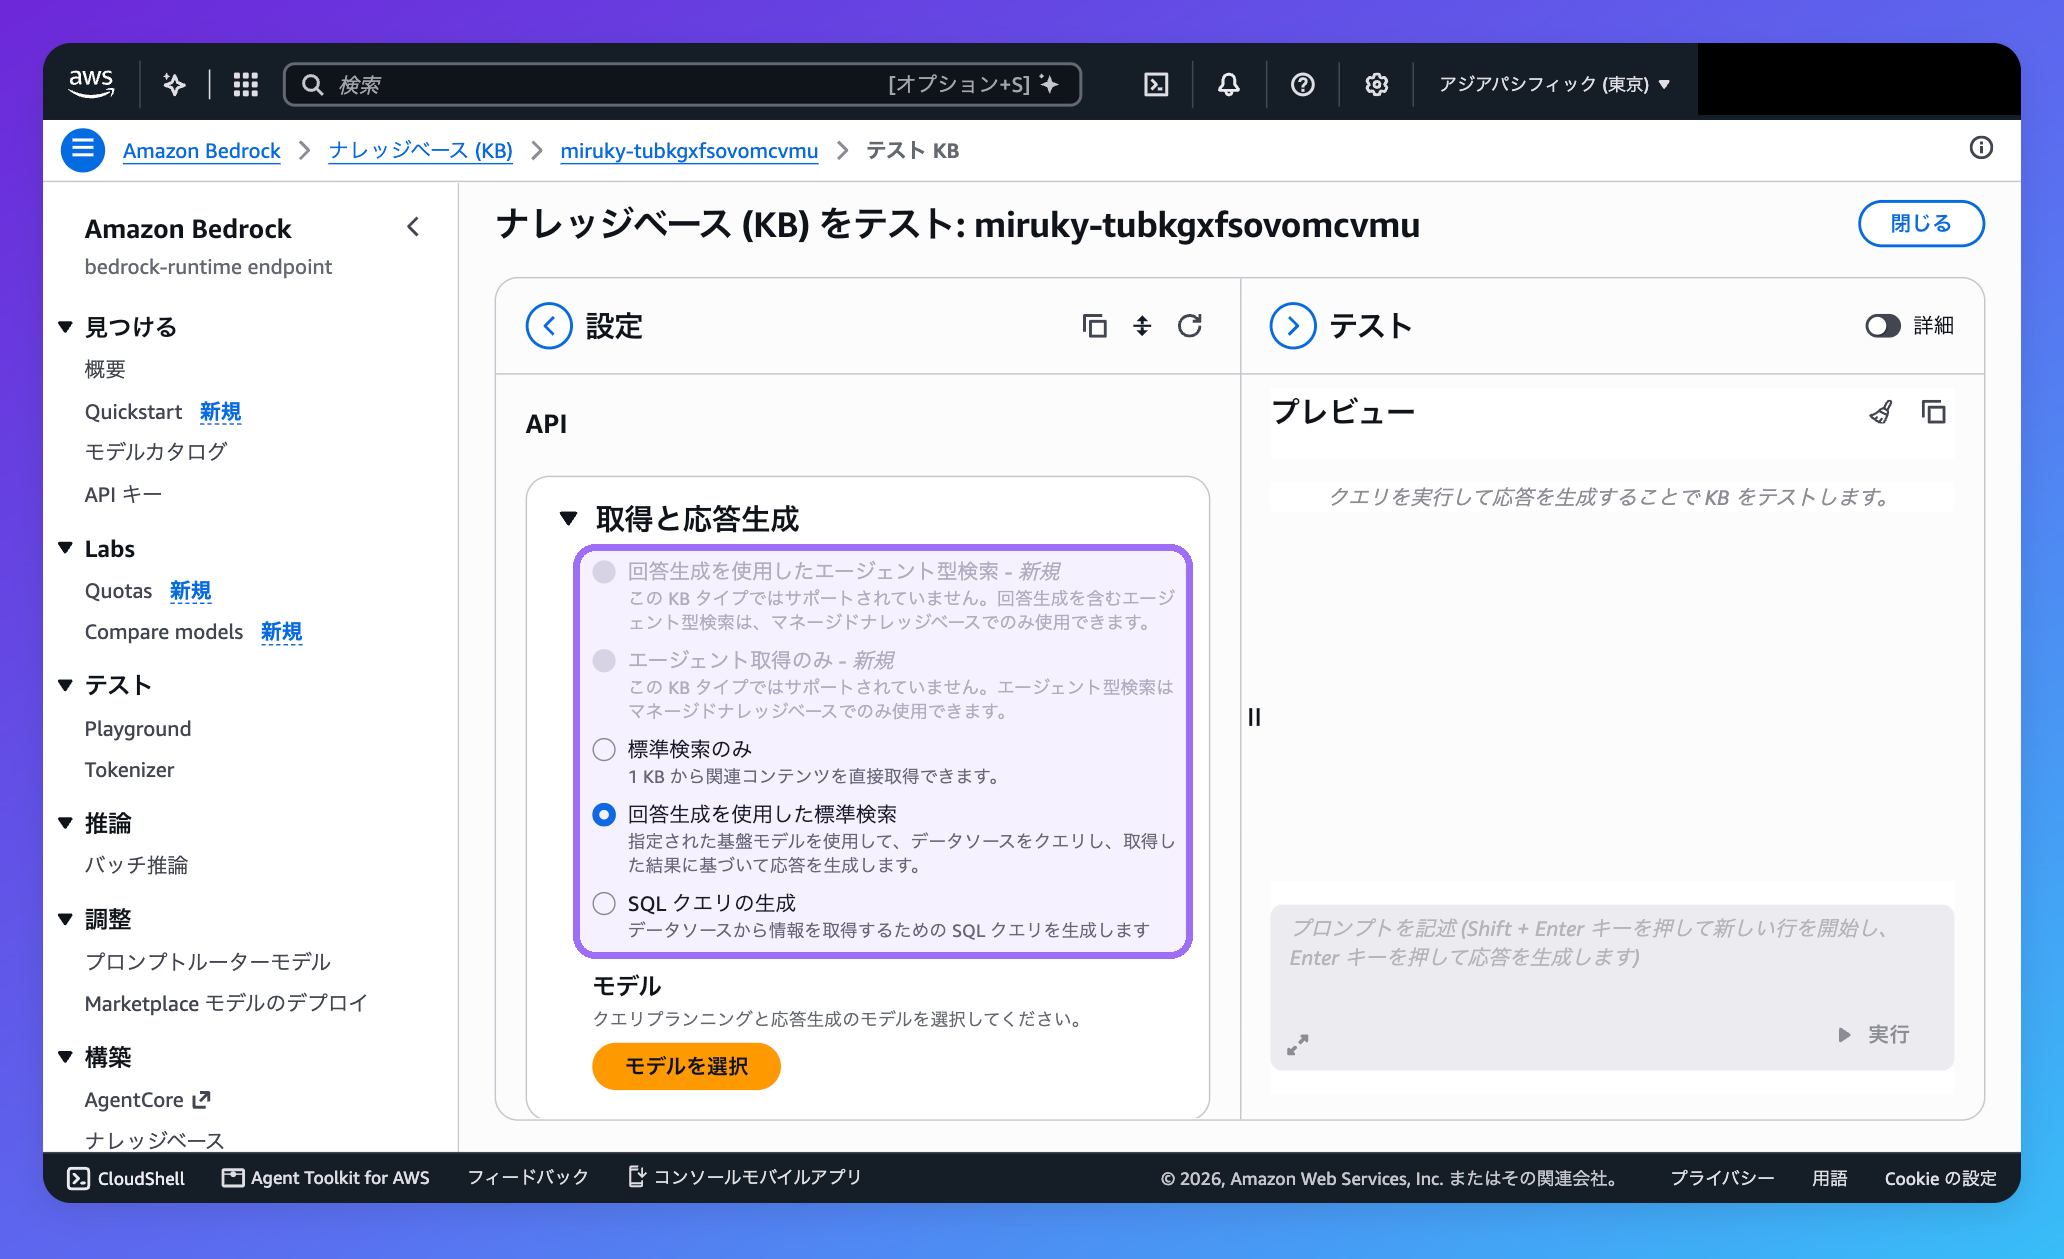 aws
検索 [オプション+S]
アジアパシフィック (東京) ▼
Amazon Bedrock > ナレッジベース (KB) > miruky-tubkgxfsovomcvmu > テスト KB
Amazon Bedrock
bedrock-runtime endpoint
見つける
概要
Quickstart 新規
モデルカタログ
API キー
Labs
Quotas 新規
Compare models 新規
テスト
Playground
Tokenizer
推論
バッチ推論
調整
プロンプトルーターモデル
Marketplace モデルのデプロイ
構築
AgentCore
ナレッジベース
ナレッジベース (KB) をテスト: miruky-tubkgxfsovomcvmu
閉じる
設定
API
取得と応答生成
回答生成を使用したエージェント型検索 - 新規
この KB タイプではサポートされていません。回答生成を含むエージ
ェント型検索は、マネージドナレッジベースでのみ使用できます。
エージェント取得のみ - 新規
この KB タイプではサポートされていません。エージェント型検索は
マネージドナレッジベースでのみ使用できます。
標準検索のみ
1 KB から関連コンテンツを直接取得できます。
回答生成を使用した標準検索
指定された基盤モデルを使用して、データソースをクエリし、取得し
た結果に基づいて応答を生成します。
SQL クエリの生成
データソースから情報を取得するための SQL クエリを生成します
モデル
クエリプランニングと応答生成のモデルを選択してください。
モデルを選択
テスト
詳細
プレビュー
クエリを実行して応答を生成することで KB をテストします。
プロンプトを記述 (Shift + Enter キーを押して新しい行を開始し、
Enter キーを押して応答を生成します)
実行
CloudShell Agent Toolkit for AWS フィードバック コンソールモバイルアプリ
© 2026, Amazon Web Services, Inc. またはその関連会社。 プライバシー 用語 Cookie の設定